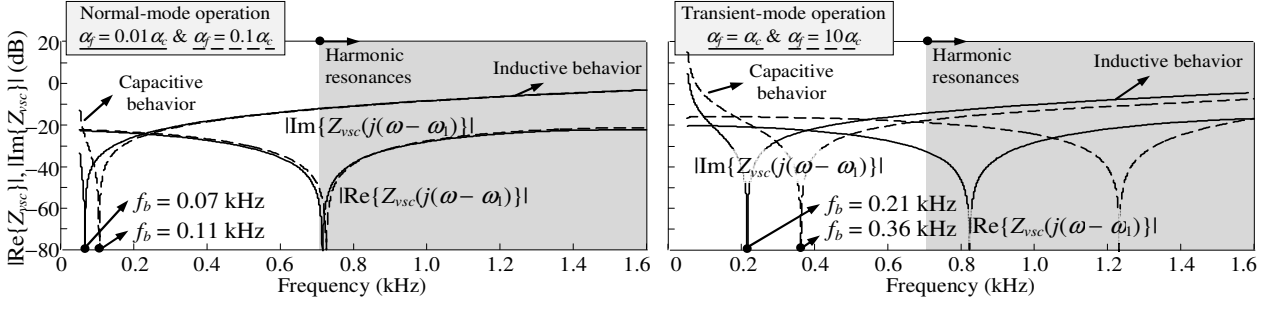 Normal-mode operation
α_f = 0.01α_c & α_f = 0.1α_c
|Re{Z_vsc}|, |Im{Z_vsc}| (dB)
20
0
−20
−40
−60
−80
Capacitive
behavior
Harmonic
resonances
Inductive behavior
|Im{Z_vsc(j(ω− ω₁)}|
|Re{Z_vsc(j(ω− ω₁)}|
f_b = 0.07 kHz
f_b = 0.11 kHz
0 0.2 0.4 0.6 0.8 1.0 1.2 1.4 1.6
Frequency (kHz)
Transient-mode operation
α_f = α_c & α_f = 10α_c
Capacitive
behavior
Harmonic
resonances
Inductive behavior
|Im{Z_vsc(j(ω− ω₁)}|
f_b = 0.21 kHz
f_b = 0.36 kHz
|Re{Z_vsc(j(ω− ω₁)}|
0 0.2 0.4 0.6 0.8 1.0 1.2 1.4 1.6
Frequency (kHz)